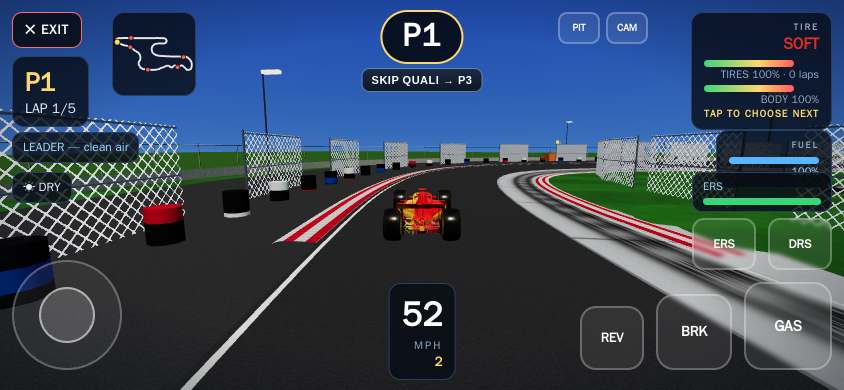 ✕ EXIT
P1
LAP 1/5
LEADER — clean air
☀ DRY
P1
SKIP QUALI → P3
PIT
CAM
TIRE
SOFT
TIRES 100% · 0 laps
BODY 100%
TAP TO CHOOSE NEXT
FUEL
100%
ERS
ERS
DRS
52
MPH
2
REV
BRK
GAS